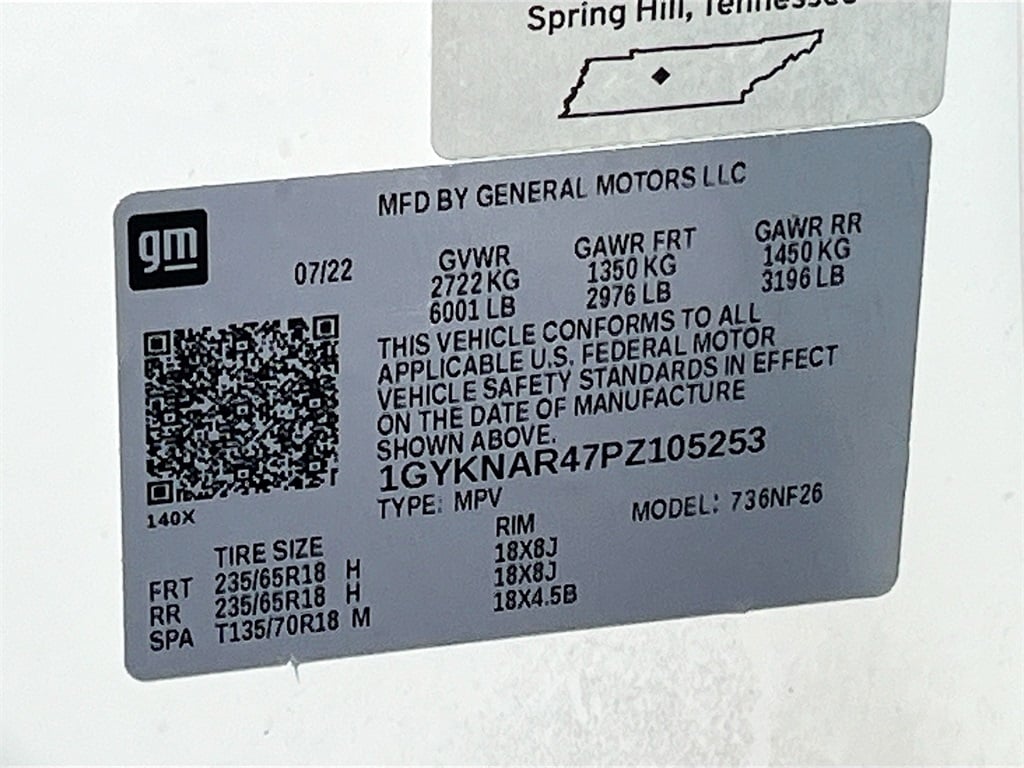 Spring Hill, Tennessee
MFD BY GENERAL MOTORS LLC
gm
07/22
GVWR
2722 KG
6001 LB
GAWR FRT
1350 KG
2976 LB
GAWR RR
1450 KG
3196 LB
THIS VEHICLE CONFORMS TO ALL
APPLICABLE U.S. FEDERAL MOTOR
VEHICLE SAFETY STANDARDS IN EFFECT
ON THE DATE OF MANUFACTURE
SHOWN ABOVE.
1GYKNAR47PZ105253
TYPE: MPV
MODEL: 736NF26
140X
TIRE SIZE RIM
FRT 235/65R18 H 18X8J
RR 235/65R18 H 18X8J
SPA T135/70R18 M 18X4.5B